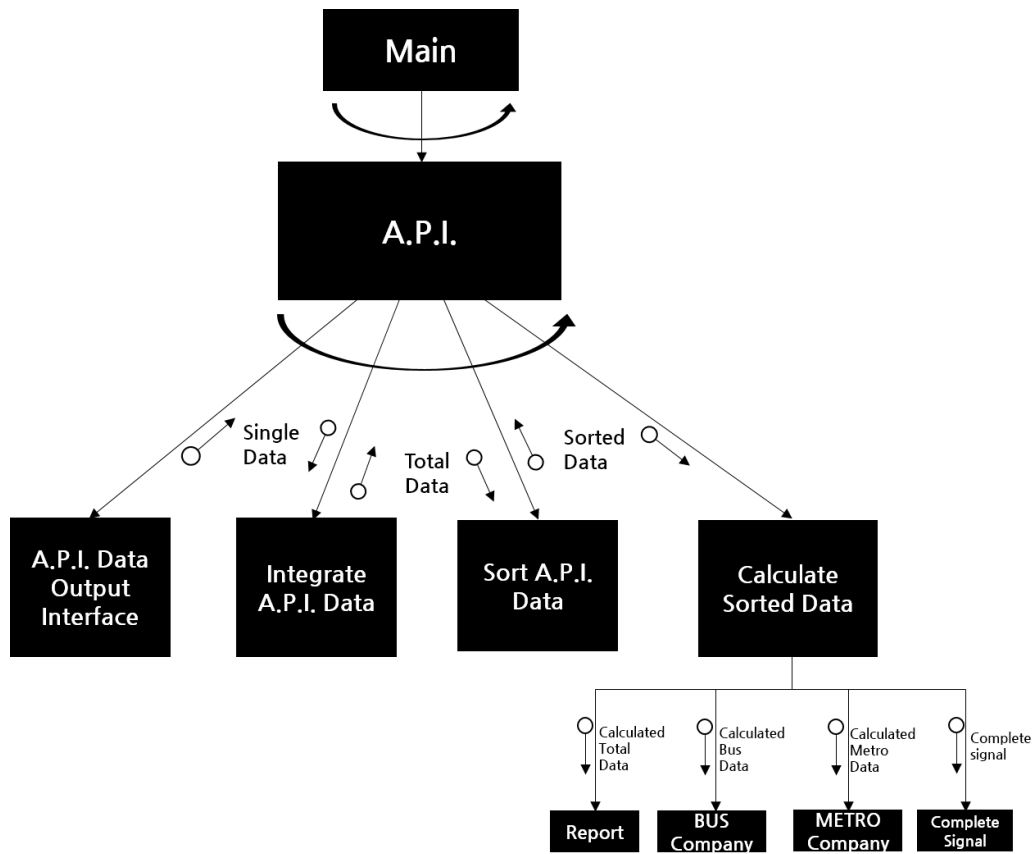 Main
A.P.I.
Single
Data
Total
Data
Sorted
Data
A.P.I. Data
Output
Interface
Integrate
A.P.I. Data
Sort A.P.I.
Data
Calculate
Sorted Data
Calculated
Total
Data
Calculated
Bus
Data
Calculated
Metro
Data
Complete
signal
Report
BUS
Company
METRO
Company
Complete
Signal